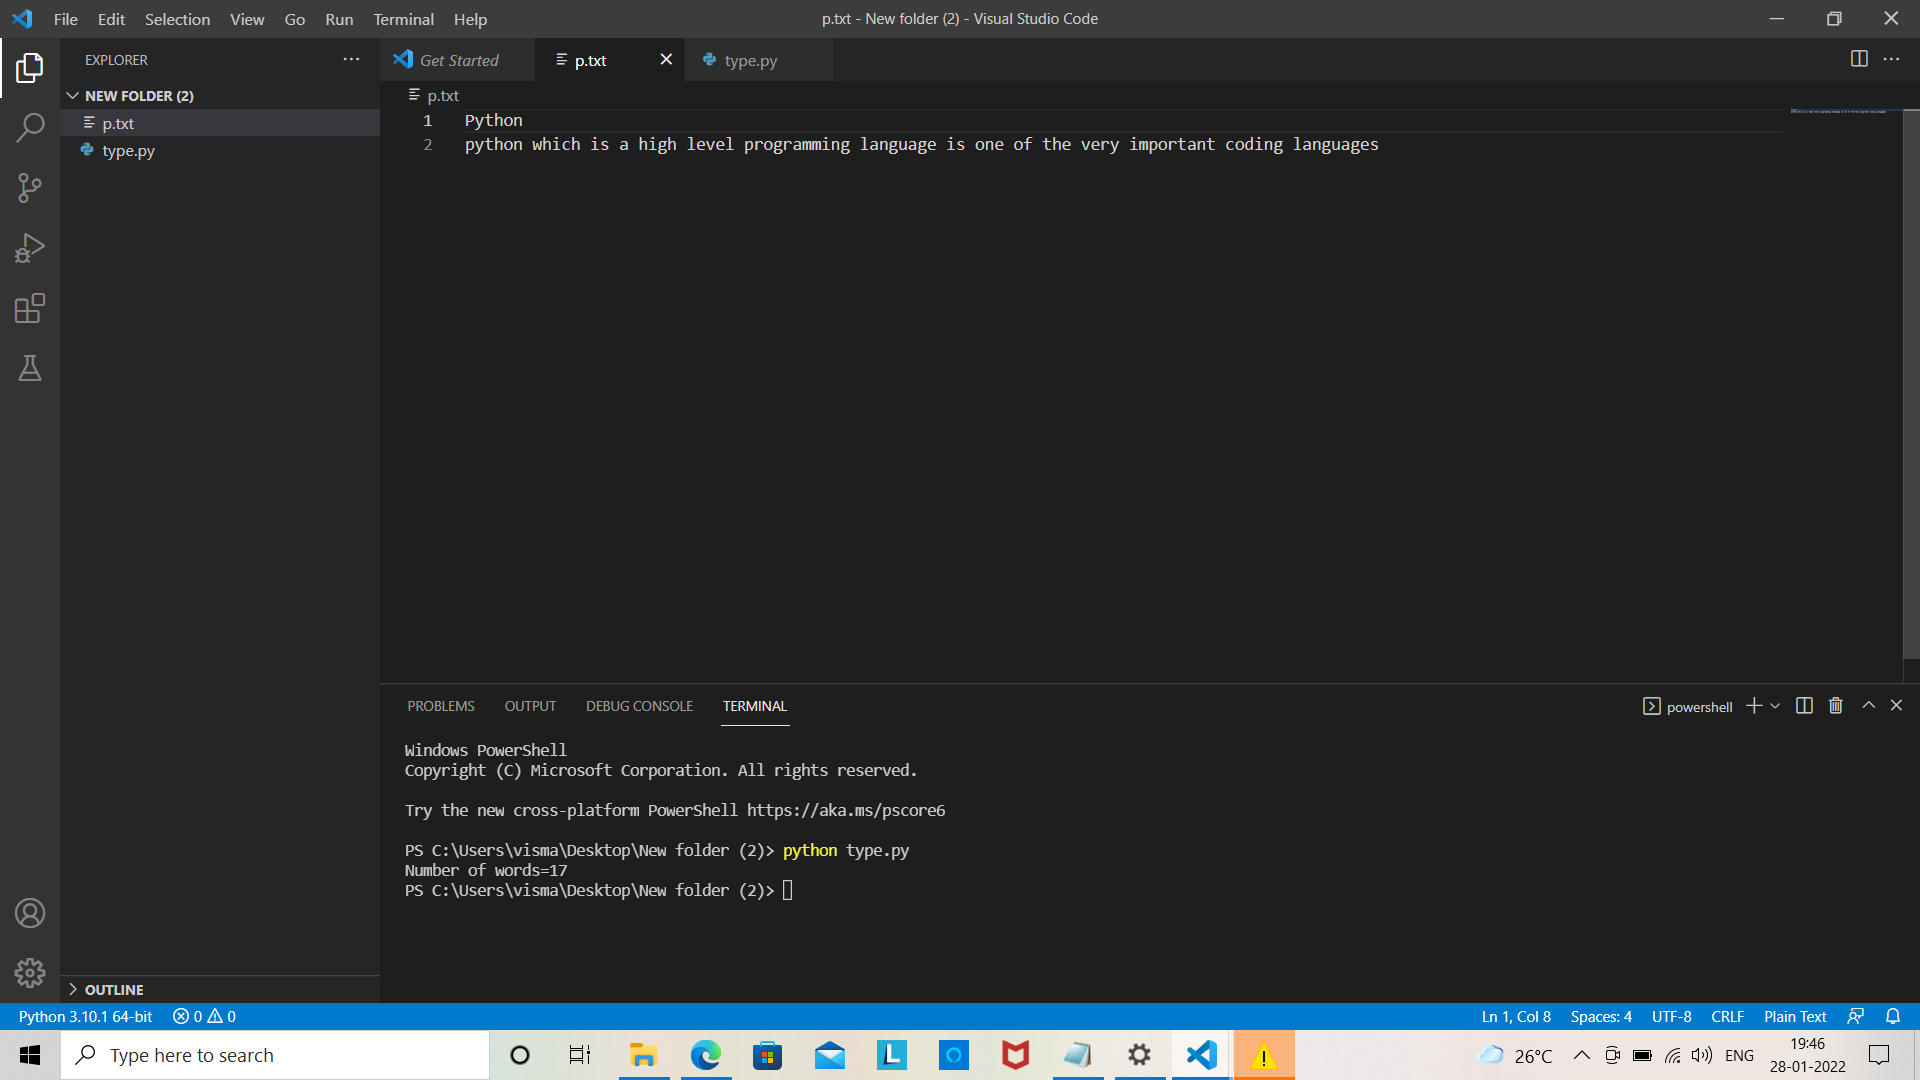 File Edit Selection View Go Run Terminal Help
p.txt - New folder (2) - Visual Studio Code
EXPLORER
NEW FOLDER (2)
p.txt
type.py
Get Started
p.txt
type.py
p.txt
1 Python
2 python which is a high level programming language is one of the very important coding languages
PROBLEMS OUTPUT DEBUG CONSOLE TERMINAL
powershell
Windows PowerShell
Copyright (C) Microsoft Corporation. All rights reserved.
Try the new cross-platform PowerShell https://aka.ms/pscore6
PS C:\Users\visma\Desktop\New folder (2)> python type.py
Number of words=17
PS C:\Users\visma\Desktop\New folder (2)>
OUTLINE
Python 3.10.1 64-bit 0 0
Ln 1, Col 8 Spaces: 4 UTF-8 CRLF Plain Text
Type here to search
L
26°C
ENG
19:46
28-01-2022